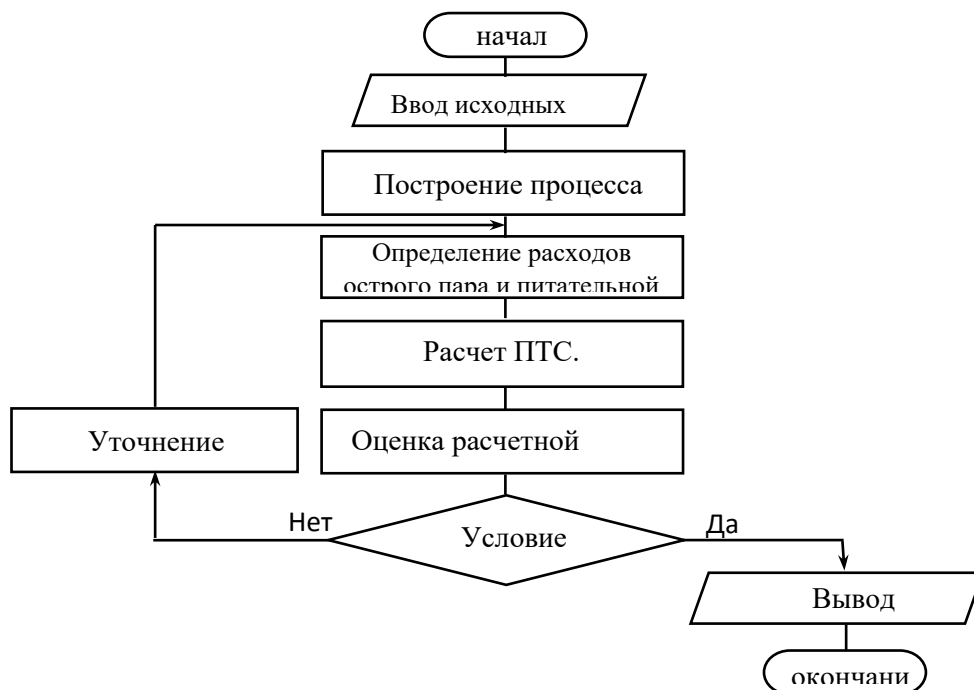 начал
Ввод исходных
Построение процесса
Определение расходов
острого пара и питательной
Расчет ПТС.
Уточнение
Оценка расчетной
Нет
Условие
Да
Вывод
окончани